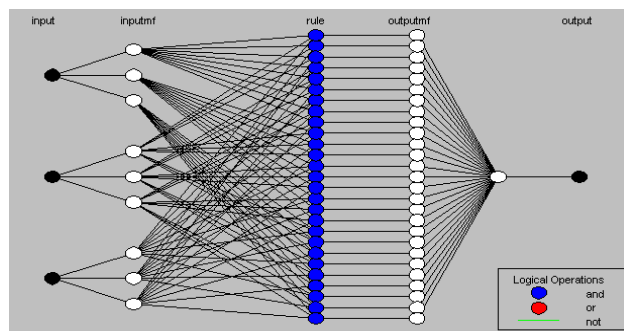 input inputmf rule outputmf output
Logical Operations
and
or
not